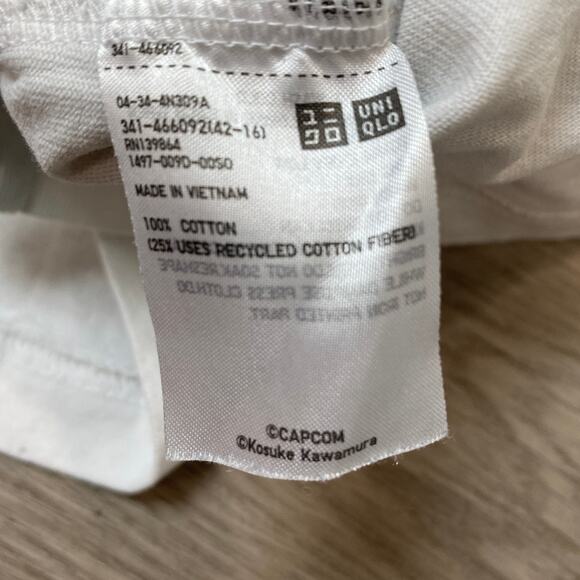 341-466092
04-34-4N309A
341-466092(42-16)
RN139864
1497-009D-00S0
ユニ
クロ
UNI
QLO
MADE IN VIETNAM
100% COTTON
(25% USES RECYCLED COTTON FIBER)
©CAPCOM
©Kosuke Kawamura